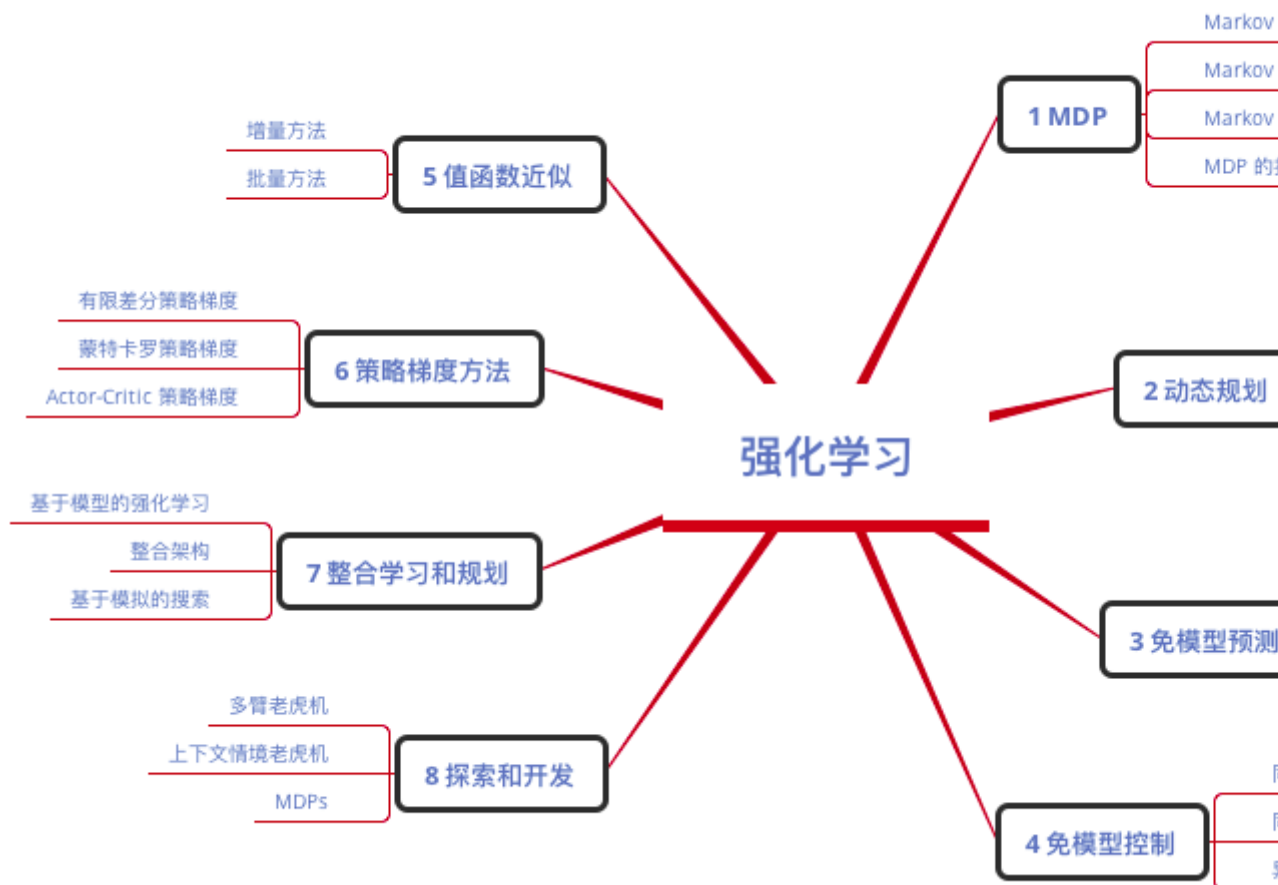 强化学习
1 MDP
Markov
Markov
Markov
MDP 的
2 动态规划
3 免模型预测
4 免模型控制
5 值函数近似
增量方法
批量方法
6 策略梯度方法
有限差分策略梯度
蒙特卡罗策略梯度
Actor-Critic 策略梯度
7 整合学习和规划
基于模型的强化学习
整合架构
基于模拟的搜索
8 探索和开发
多臂老虎机
上下文情境老虎机
MDPs